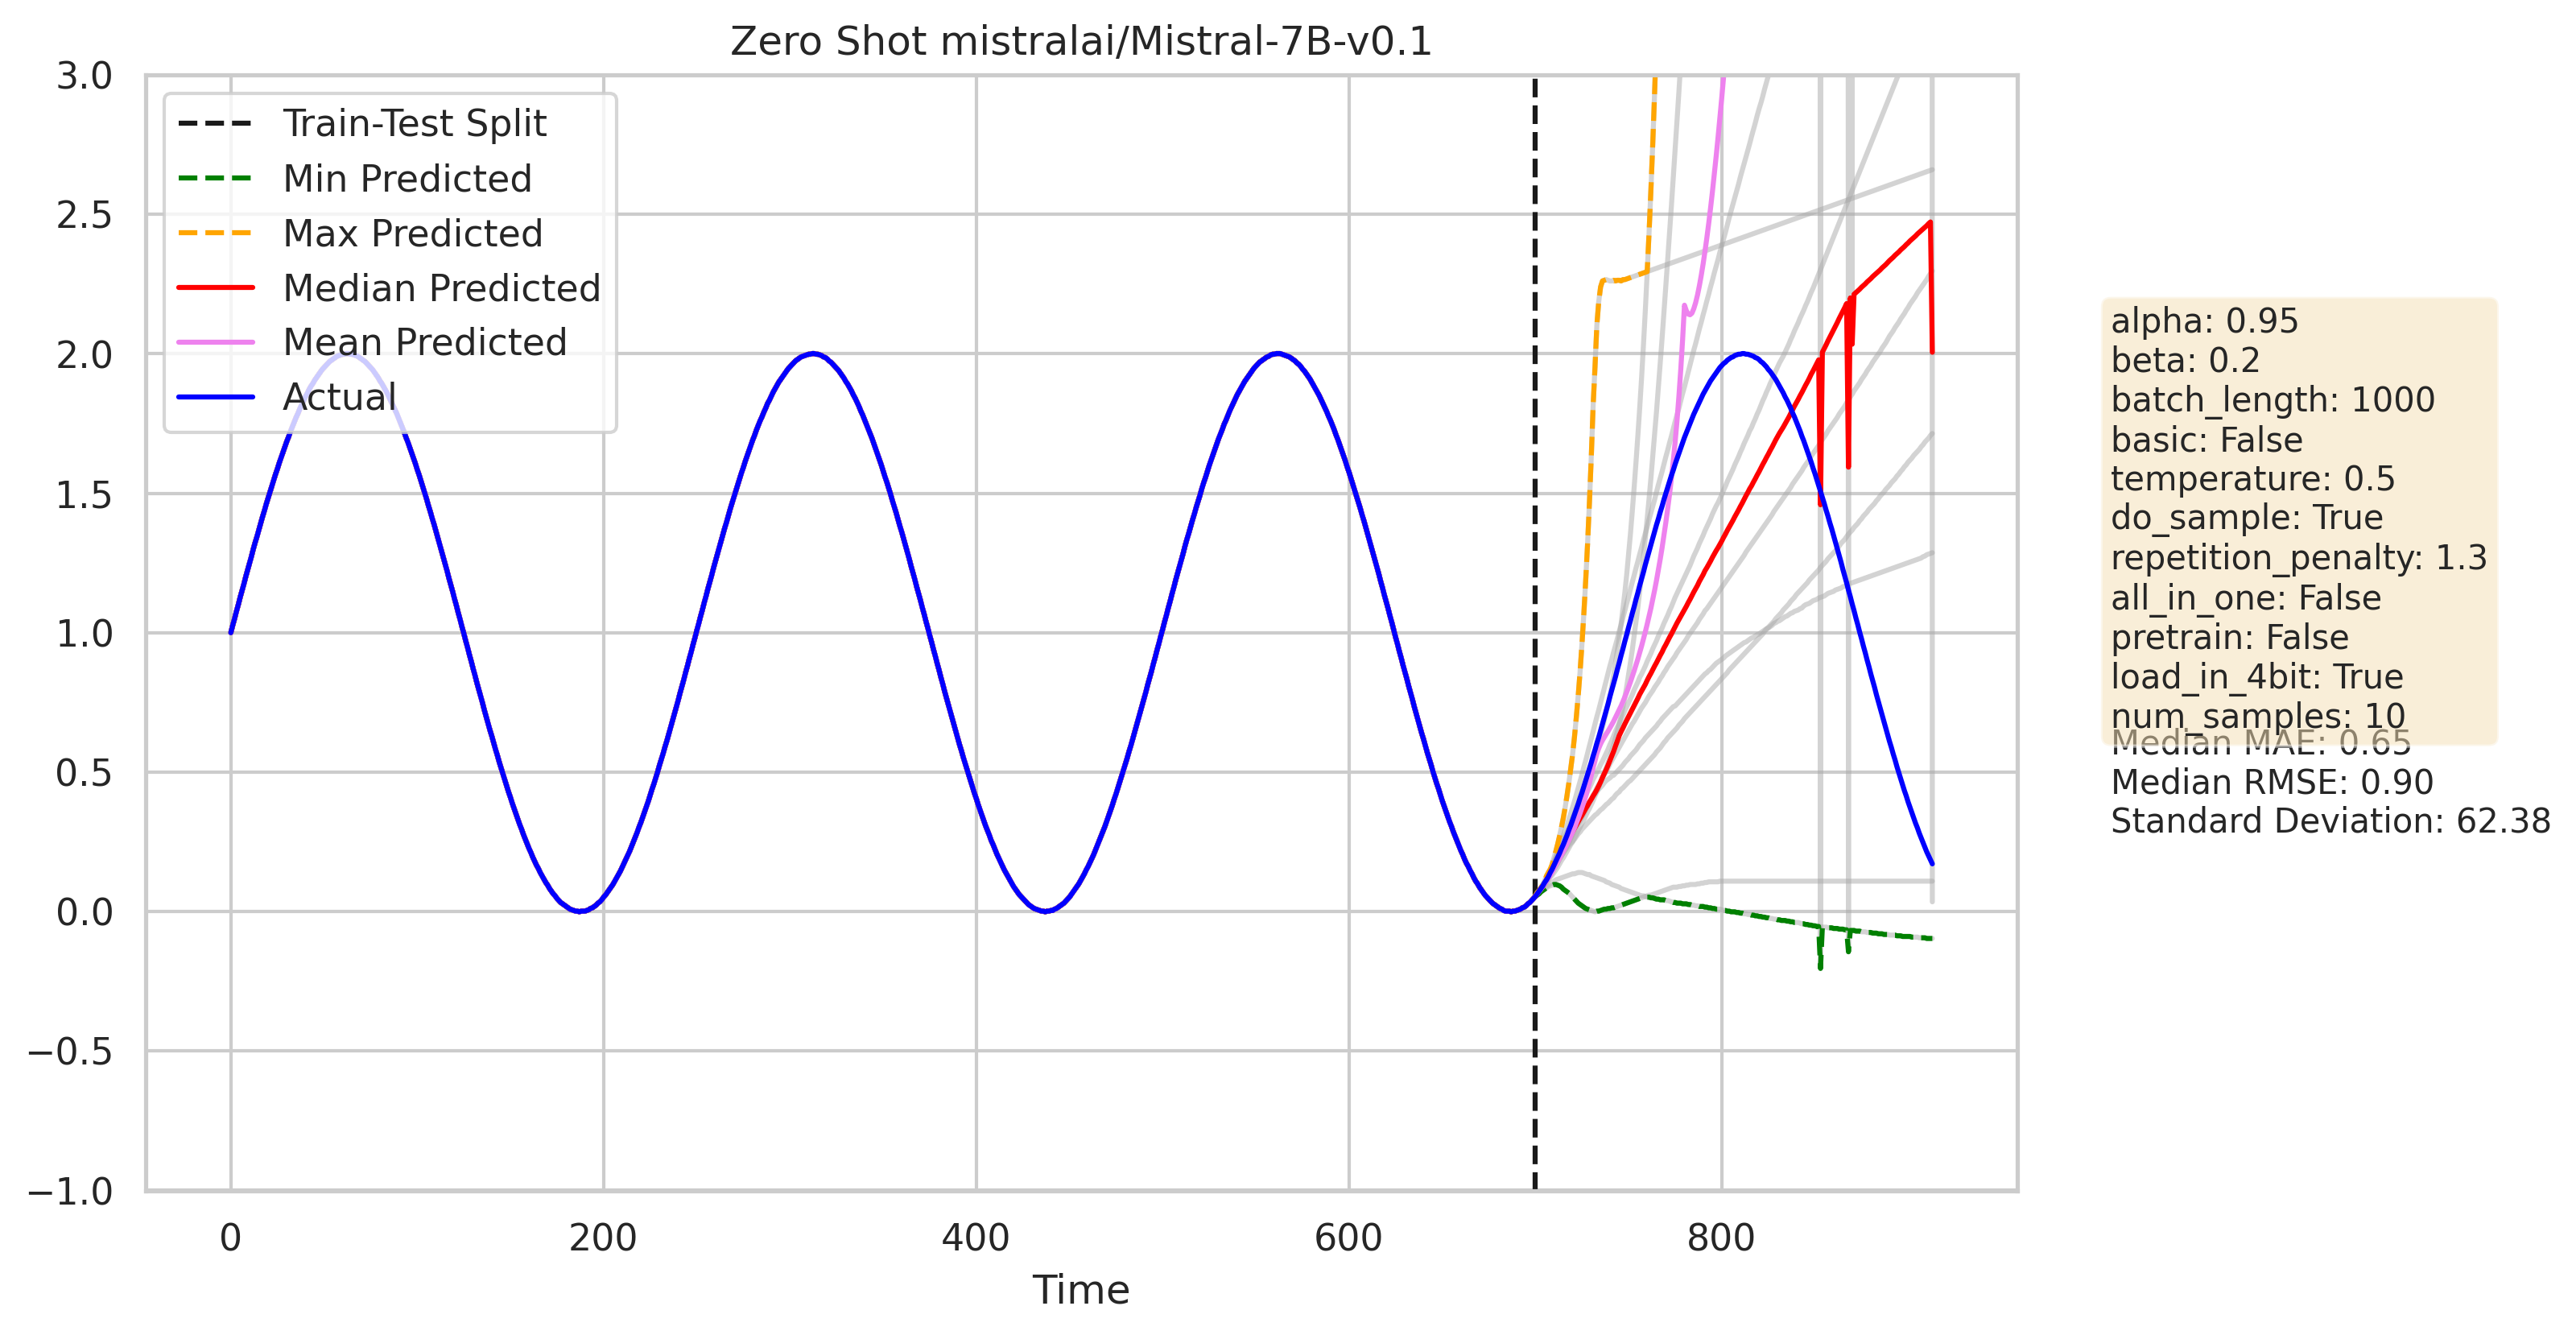 Zero Shot mistralai/Mistral-7B-v0.1
3.0
2.5
2.0
1.5
1.0
0.5
0.0
−0.5
−1.0
Train-Test Split
Min Predicted
Max Predicted
Median Predicted
Mean Predicted
Actual
0
200
400
600
800
Time
alpha: 0.95
beta: 0.2
batch_length: 1000
basic: False
temperature: 0.5
do_sample: True
repetition_penalty: 1.3
all_in_one: False
pretrain: False
load_in_4bit: True
num_samples: 10
Median MAE: 0.65
Median RMSE: 0.90
Standard Deviation: 62.38